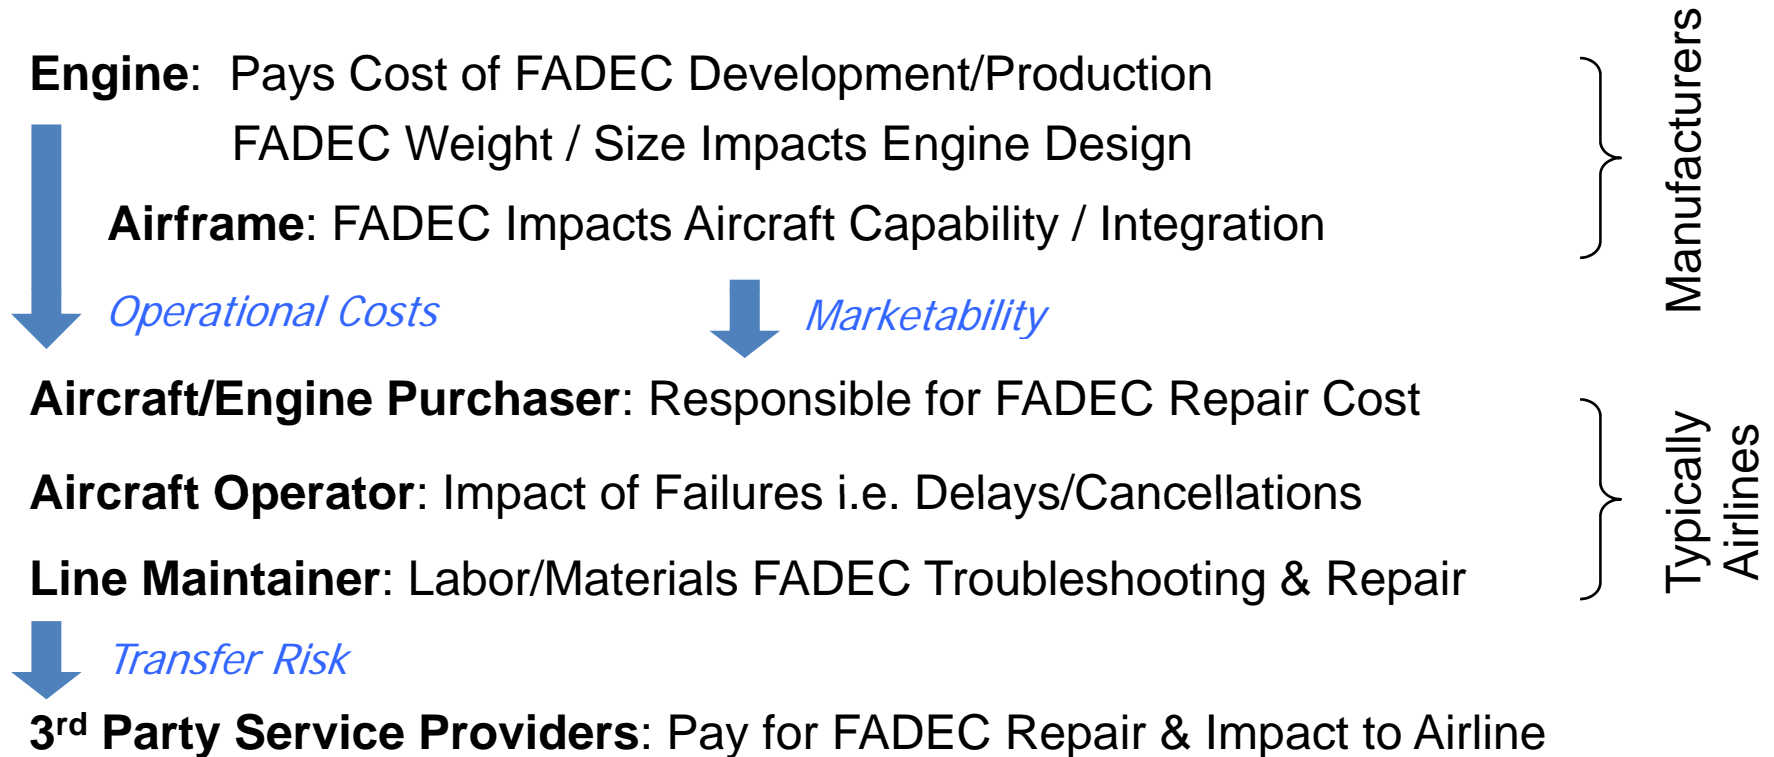 Engine: Pays Cost of FADEC Development/Production
FADEC Weight / Size Impacts Engine Design
Airframe: FADEC Impacts Aircraft Capability / Integration
Manufacturers
Operational Costs
Marketability
Aircraft/Engine Purchaser: Responsible for FADEC Repair Cost
Aircraft Operator: Impact of Failures i.e. Delays/Cancellations
Line Maintainer: Labor/Materials FADEC Troubleshooting & Repair
Typically
Airlines
Transfer Risk
3rd Party Service Providers: Pay for FADEC Repair & Impact to Airline